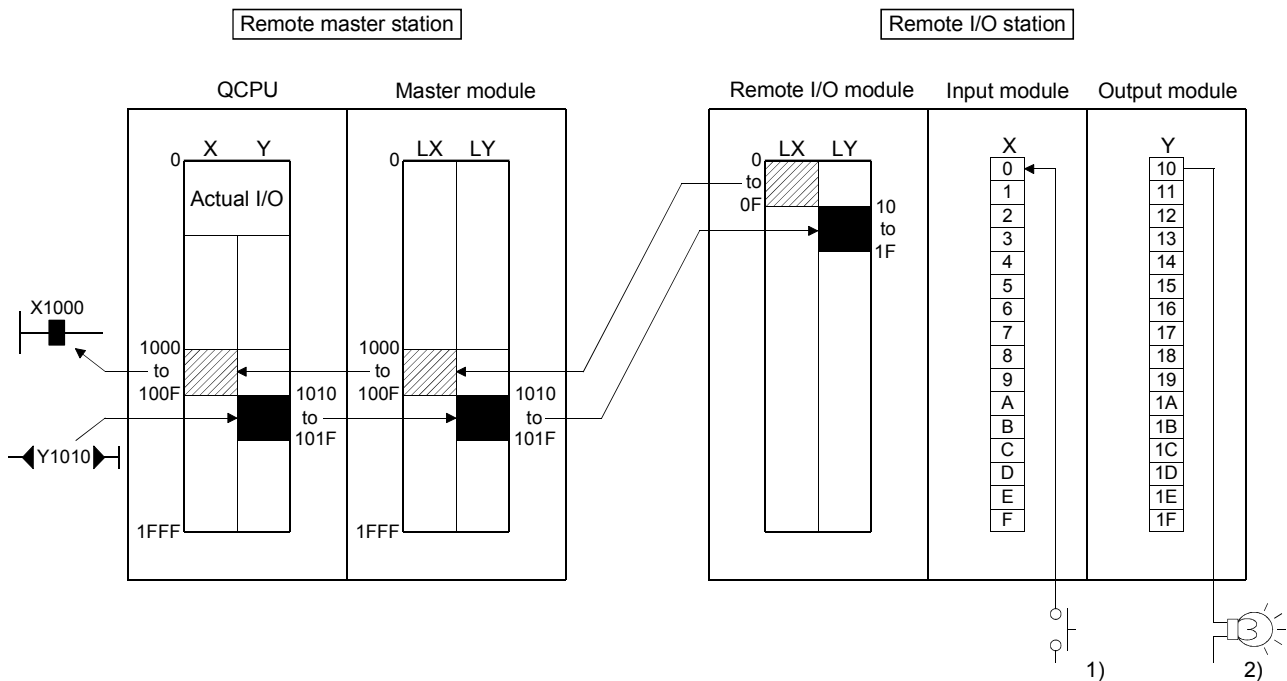 Remote master station
Remote I/O station
QCPU
Master module
Remote I/O module
Input module
Output module
X Y
0
Actual I/O
1000
to
100F
1010
to
101F
1FFF
X1000
Y1010
LX LY
0
1000
to
100F
1010
to
101F
1FFF
LX LY
0
to
0F
10
to
1F
X
0
1
2
3
4
5
6
7
8
9
A
B
C
D
E
F
1)
Y
10
11
12
13
14
15
16
17
18
19
1A
1B
1C
1D
1E
1F
2)